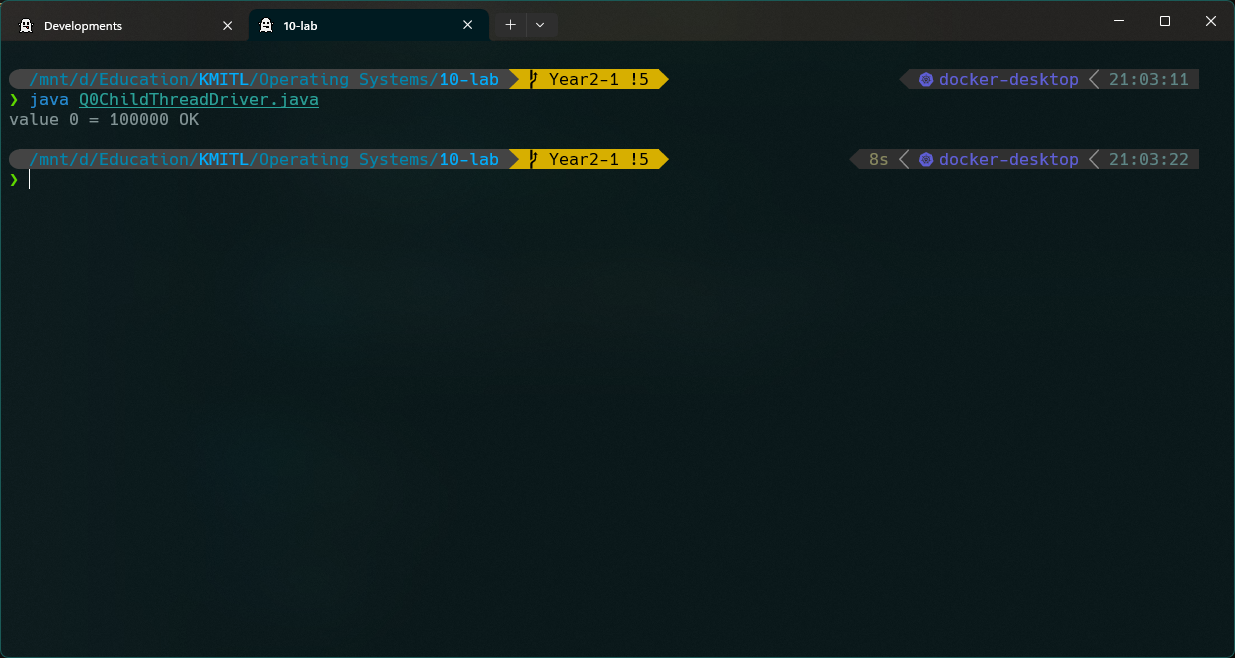 Developments
10-lab
/mnt/d/Education/KMITL/Operating Systems/10-lab Year2-1 !5 docker-desktop 21:03:11
❯ java Q0ChildThreadDriver.java
value 0 = 100000 OK
/mnt/d/Education/KMITL/Operating Systems/10-lab Year2-1 !5 8s docker-desktop 21:03:22
❯